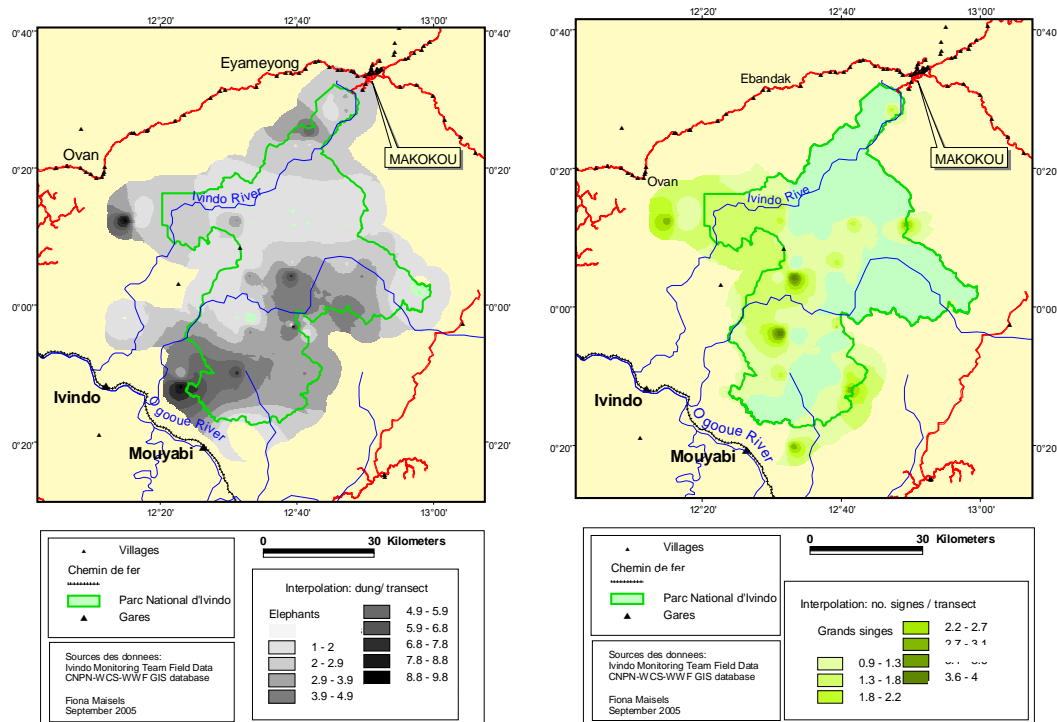 12°20'
12°40'
13°00'
0°40'
0°40'
Eyameyong
MAKOKOU
Ovan
0°20'
0°20'
Ivindo River
0°00'
0°00'
Ivindo
Ogooue River
Mouyabi
0°20'
0°20'
12°20'
12°40'
13°00'
Villages
Chemin de fer
Parc National d'Ivindo
Gares
Sources des donnees:
Ivindo Monitoring Team Field Data
CNPN-WCS-WWF GIS database
Fiona Maisels
September 2005
0 30 Kilometers
Interpolation: dung/ transect
Elephants
1 - 2
2 - 2.9
2.9 - 3.9
3.9 - 4.9
4.9 - 5.9
5.9 - 6.8
6.8 - 7.8
7.8 - 8.8
8.8 - 9.8
12°20'
12°40'
13°00'
0°40'
0°40'
Ebandak
MAKOKOU
Ovan
0°20'
0°20'
Ivindo Rive
0°00'
0°00'
Ivindo
Ogooue River
Mouyabi
0°20'
0°20'
12°20'
12°40'
13°00'
Villages
Chemin de fer
Parc National d'Ivindo
Gares
Sources des donnees:
Ivindo Monitoring Team Field Data
CNPN-WCS-WWF GIS database
Fiona Maisels
September 2005
0 30 Kilometers
Interpolation: no. signes / transect
Grands singes
0.9 - 1.3
1.3 - 1.8
1.8 - 2.2
2.2 - 2.7
2.7 - 3.1
3.6 - 4